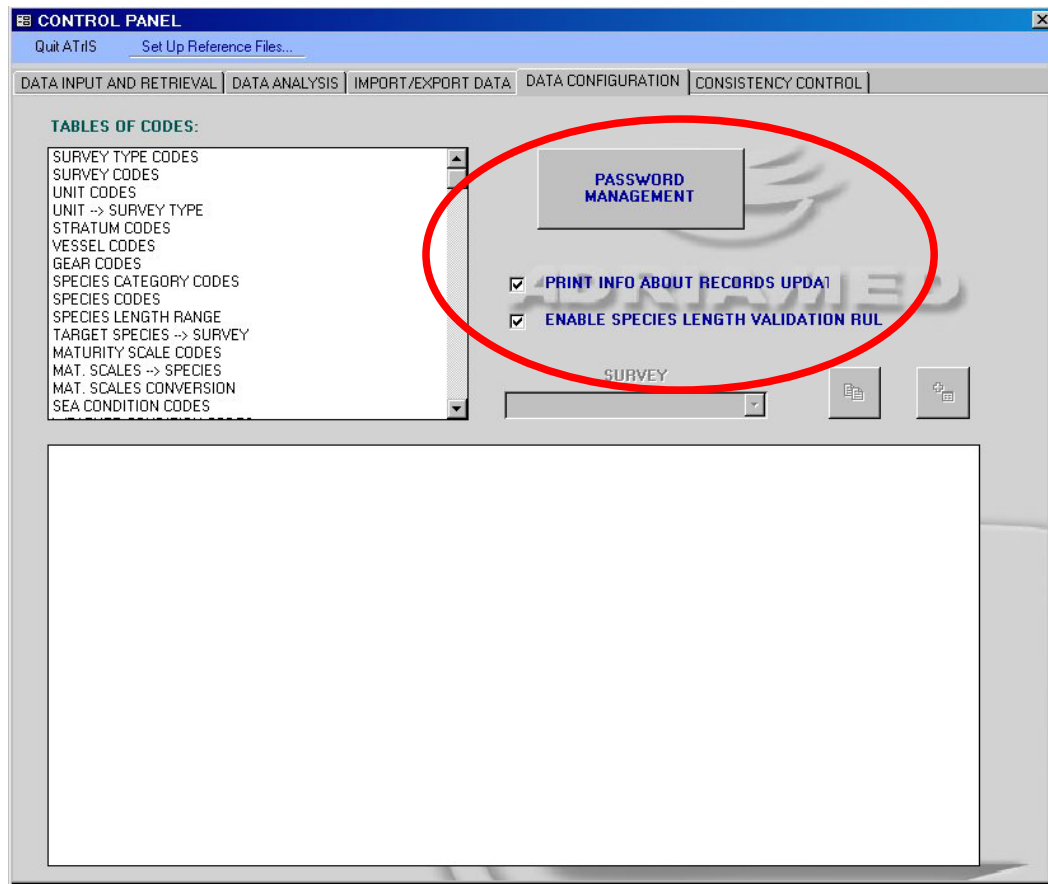 CONTROL PANEL
Quit ATrIS Set Up Reference Files...
DATA INPUT AND RETRIEVAL DATA ANALYSIS IMPORT/EXPORT DATA DATA CONFIGURATION CONSISTENCY CONTROL
TABLES OF CODES:
SURVEY TYPE CODES
SURVEY CODES
UNIT CODES
UNIT --> SURVEY TYPE
STRATUM CODES
VESSEL CODES
GEAR CODES
SPECIES CATEGORY CODES
SPECIES CODES
SPECIES LENGTH RANGE
TARGET SPECIES --> SURVEY
MATURITY SCALE CODES
MAT. SCALES --> SPECIES
MAT. SCALES CONVERSION
SEA CONDITION CODES
PASSWORD
MANAGEMENT
ADRIAMED
PRINT INFO ABOUT RECORDS UPDAT
ENABLE SPECIES LENGTH VALIDATION RUL
SURVEY